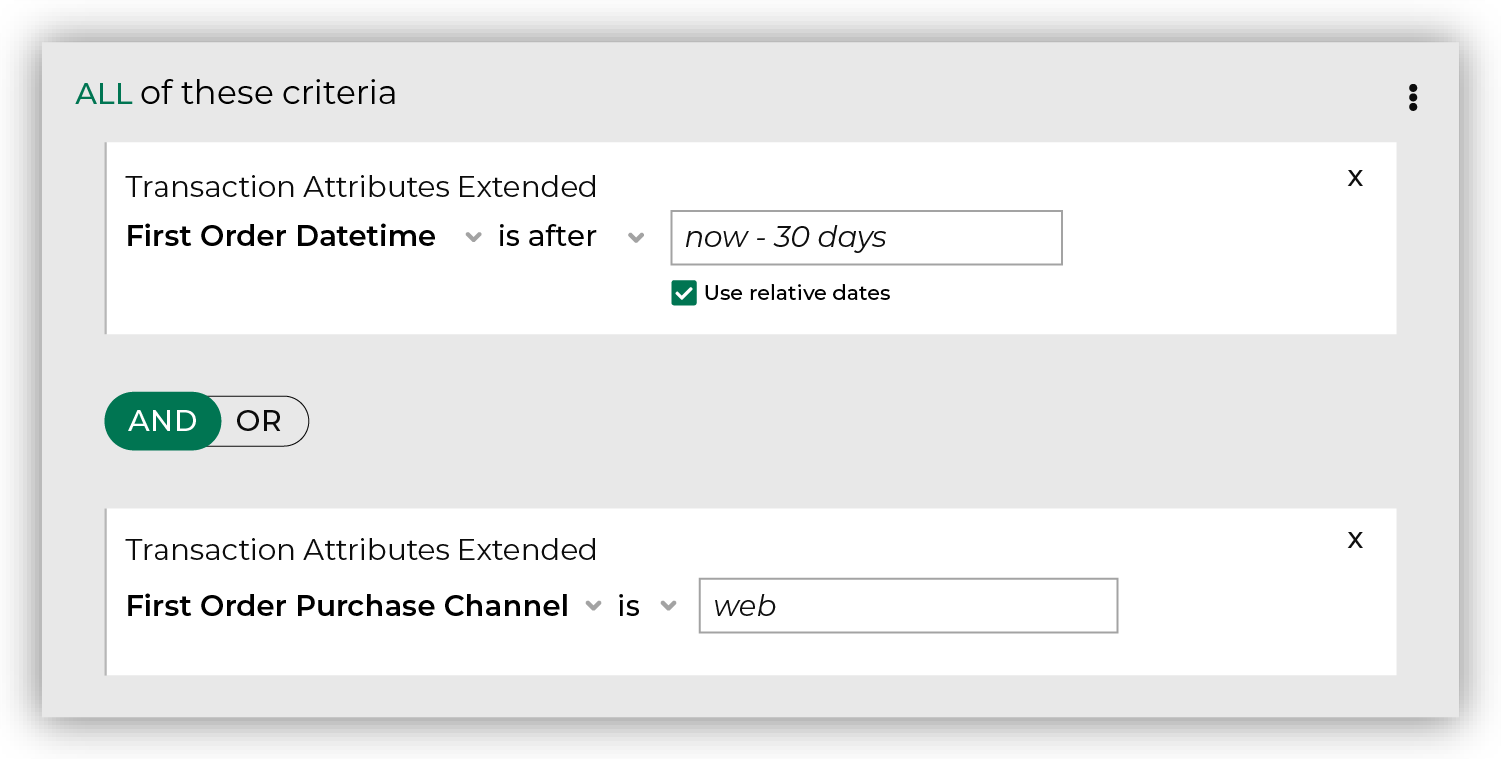 ALL of these criteria
Transaction Attributes Extended
x
First Order Datetime is after now - 30 days
Use relative dates
AND OR
Transaction Attributes Extended
x
First Order Purchase Channel is web